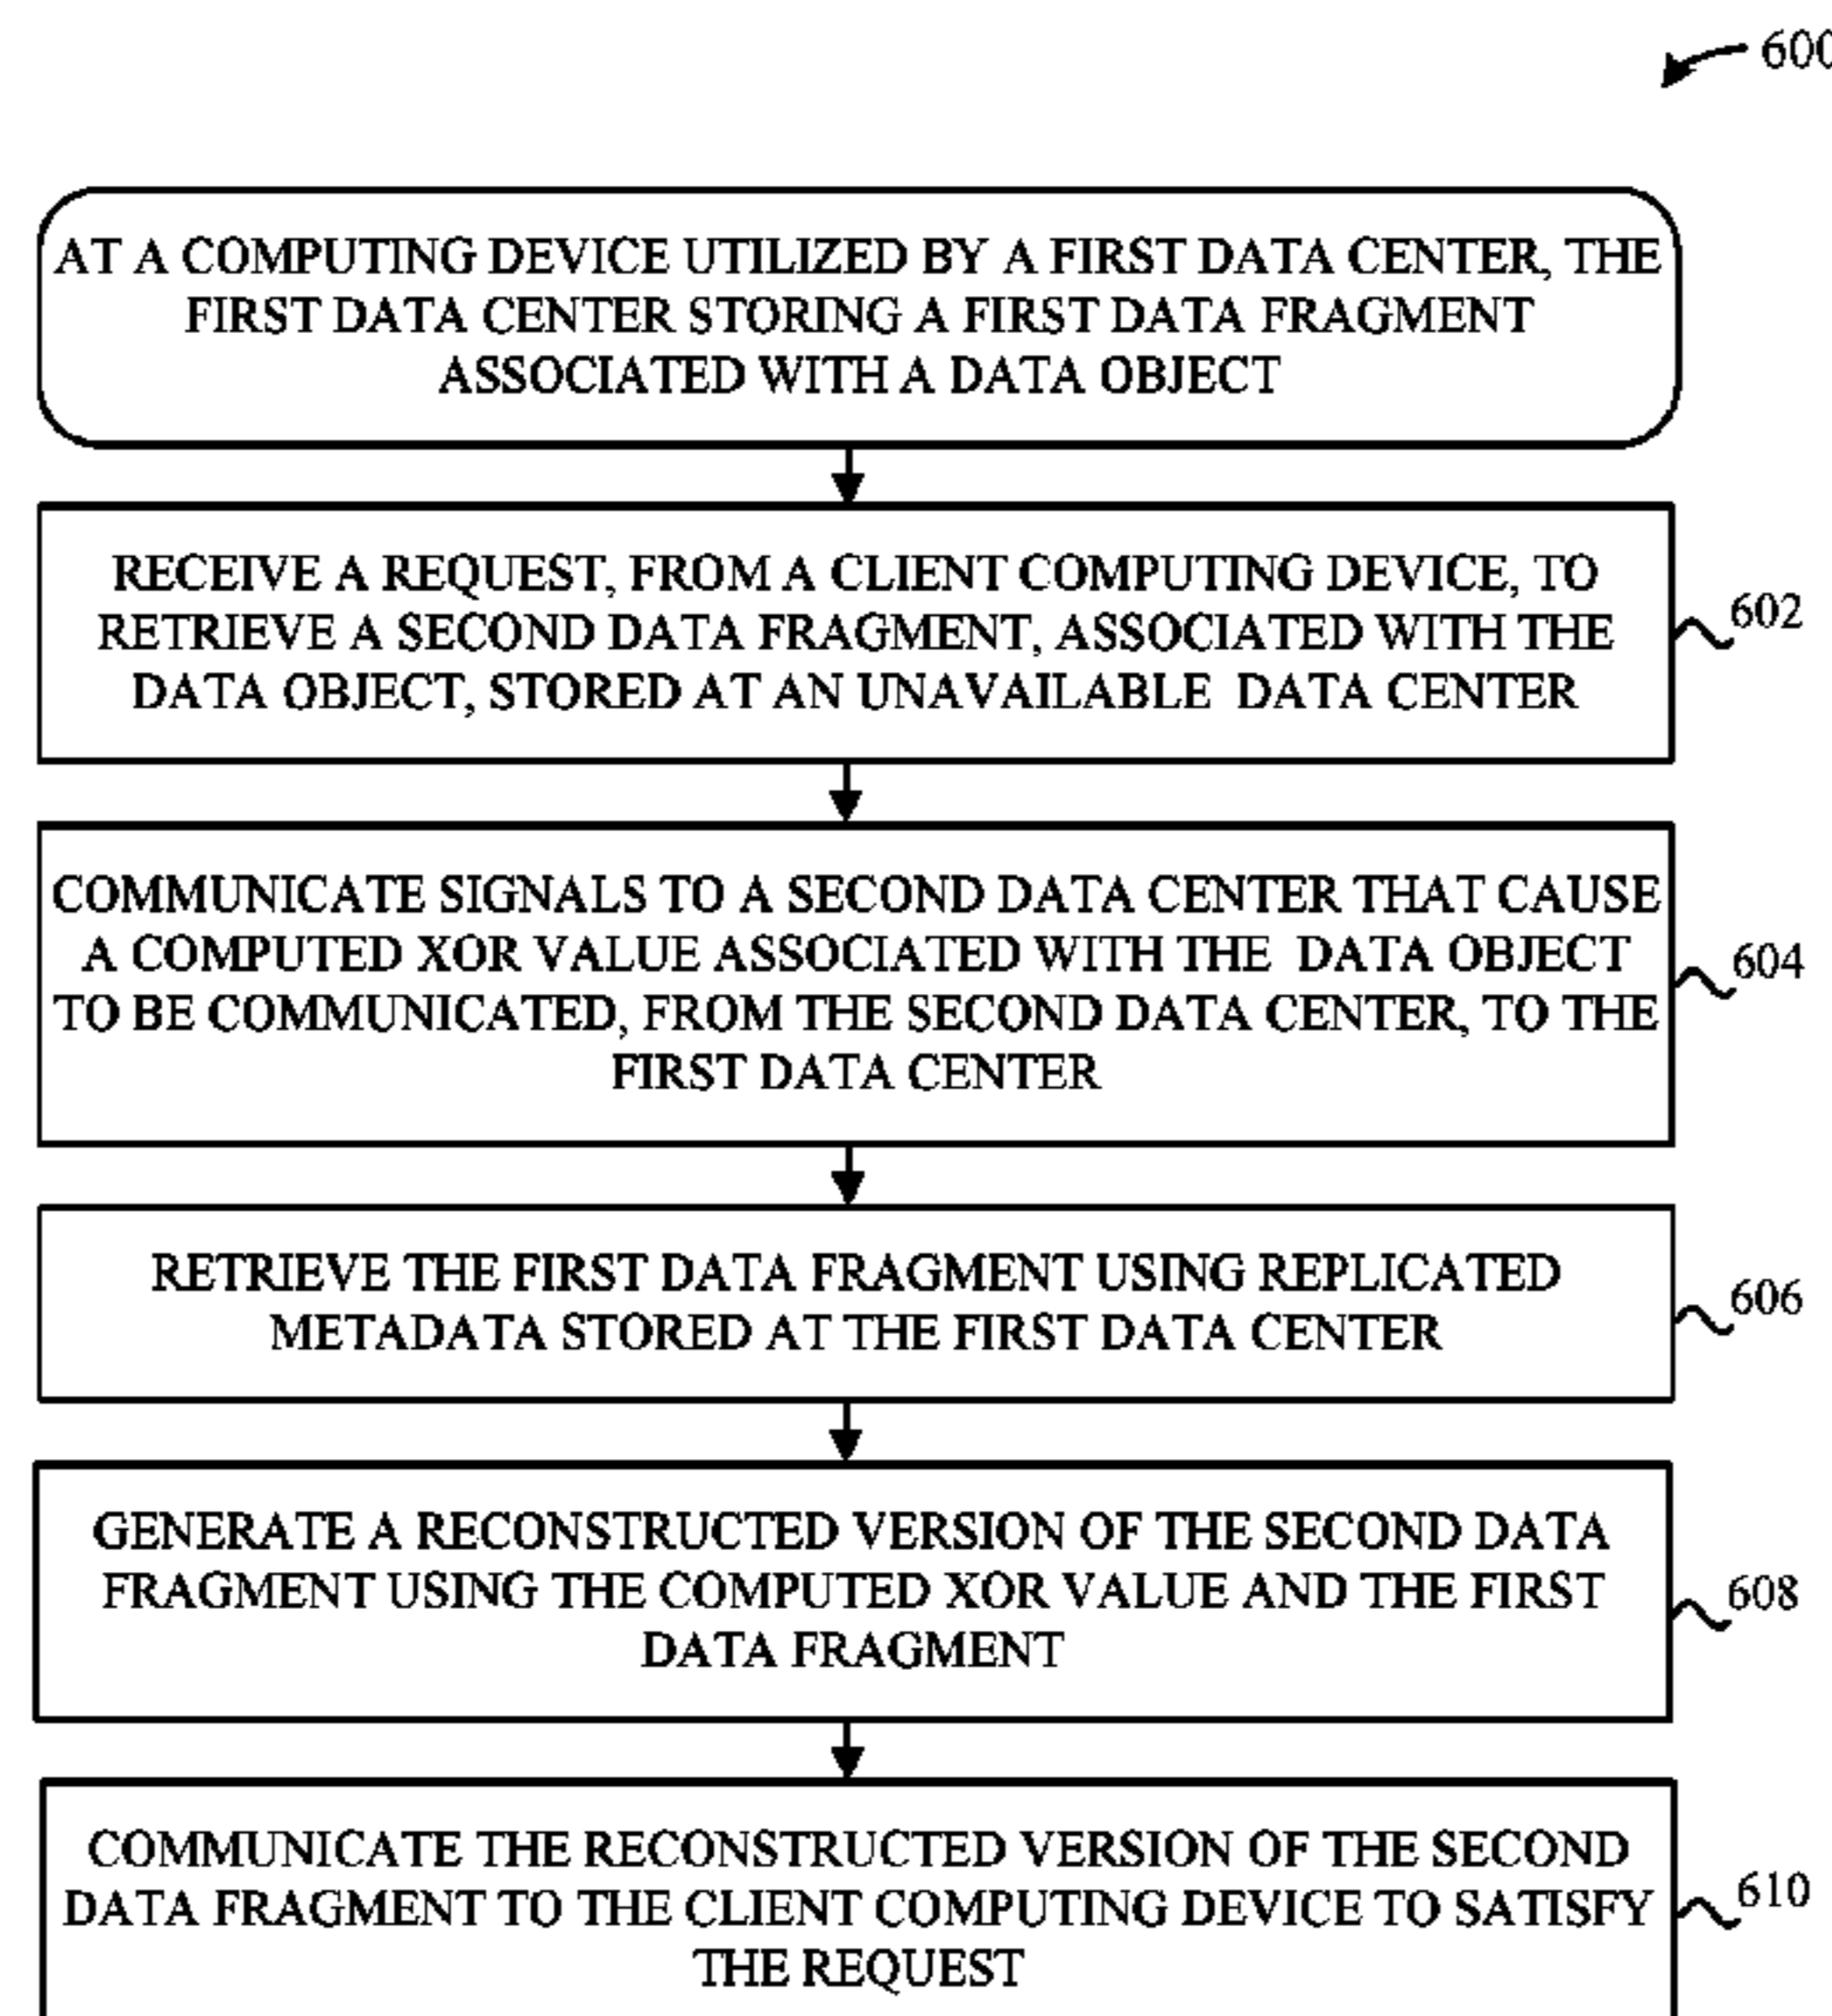 600
AT A COMPUTING DEVICE UTILIZED BY A FIRST DATA CENTER, THE
FIRST DATA CENTER STORING A FIRST DATA FRAGMENT
ASSOCIATED WITH A DATA OBJECT
RECEIVE A REQUEST, FROM A CLIENT COMPUTING DEVICE, TO
RETRIEVE A SECOND DATA FRAGMENT, ASSOCIATED WITH THE
DATA OBJECT, STORED AT AN UNAVAILABLE DATA CENTER
602
COMMUNICATE SIGNALS TO A SECOND DATA CENTER THAT CAUSE
A COMPUTED XOR VALUE ASSOCIATED WITH THE DATA OBJECT
TO BE COMMUNICATED, FROM THE SECOND DATA CENTER, TO THE
FIRST DATA CENTER
604
RETRIEVE THE FIRST DATA FRAGMENT USING REPLICATED
METADATA STORED AT THE FIRST DATA CENTER
606
GENERATE A RECONSTRUCTED VERSION OF THE SECOND DATA
FRAGMENT USING THE COMPUTED XOR VALUE AND THE FIRST
DATA FRAGMENT
608
COMMUNICATE THE RECONSTRUCTED VERSION OF THE SECOND
DATA FRAGMENT TO THE CLIENT COMPUTING DEVICE TO SATISFY
THE REQUEST
610